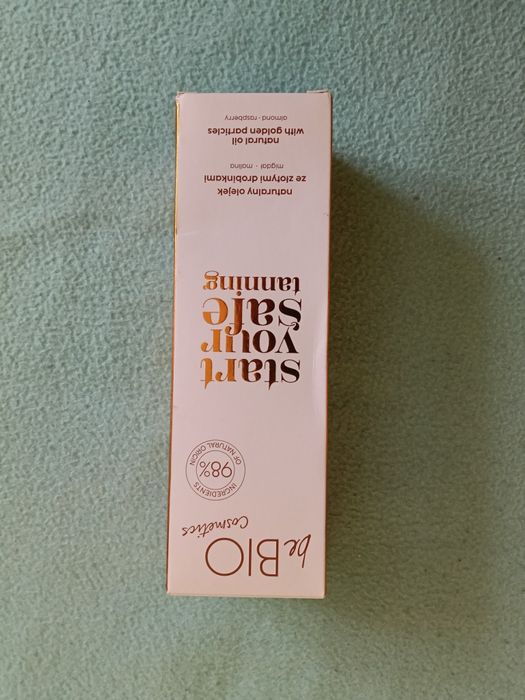 beBIO
Cosmetics
98%
INGREDIENTS
OF NATURAL ORIGIN
start
your
safe
tanning
naturalny olejek
ze złotymi drobinkami
migdał · malina
natural oil
with golden particles
almond · raspberry